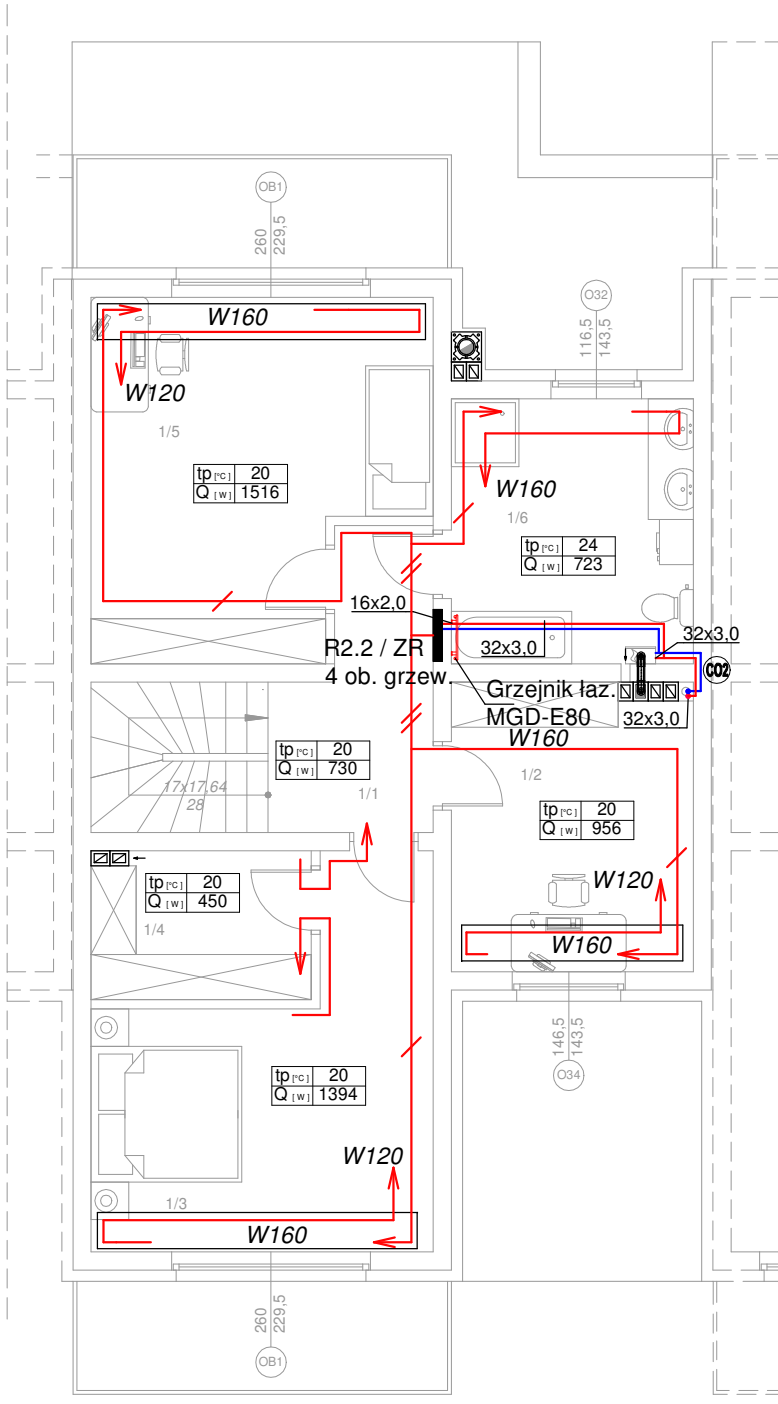 OB1
260
229,5
O32
116,5
143,5
W160
W120
1/5
tp [°C] 20
Q [W] 1516
W160
1/6
tp [°C] 24
Q [W] 723
16x2,0
R2.2 / ZR
4 ob. grzew.
32x3,0
32x3,0
CO2
Grzejnik łaz.
MGD-E80
32x3,0
W160
tp [°C] 20
Q [W] 730
1/1
17x17,64
28
1/2
tp [°C] 20
Q [W] 956
W120
W160
tp [°C] 20
Q [W] 450
1/4
146,5
143,5
O34
tp [°C] 20
Q [W] 1394
W120
1/3
W160
260
229,5
OB1